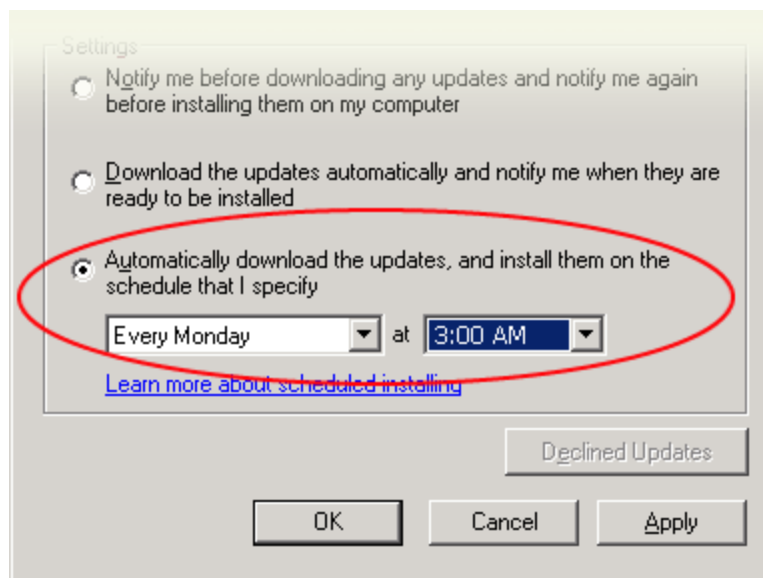 Settings
Notify me before downloading any updates and notify me again
before installing them on my computer
Download the updates automatically and notify me when they are
ready to be installed
Automatically download the updates, and install them on the
schedule that I specify
Every Monday at 3:00 AM
Learn more about scheduled installing
Declined Updates
OK Cancel Apply